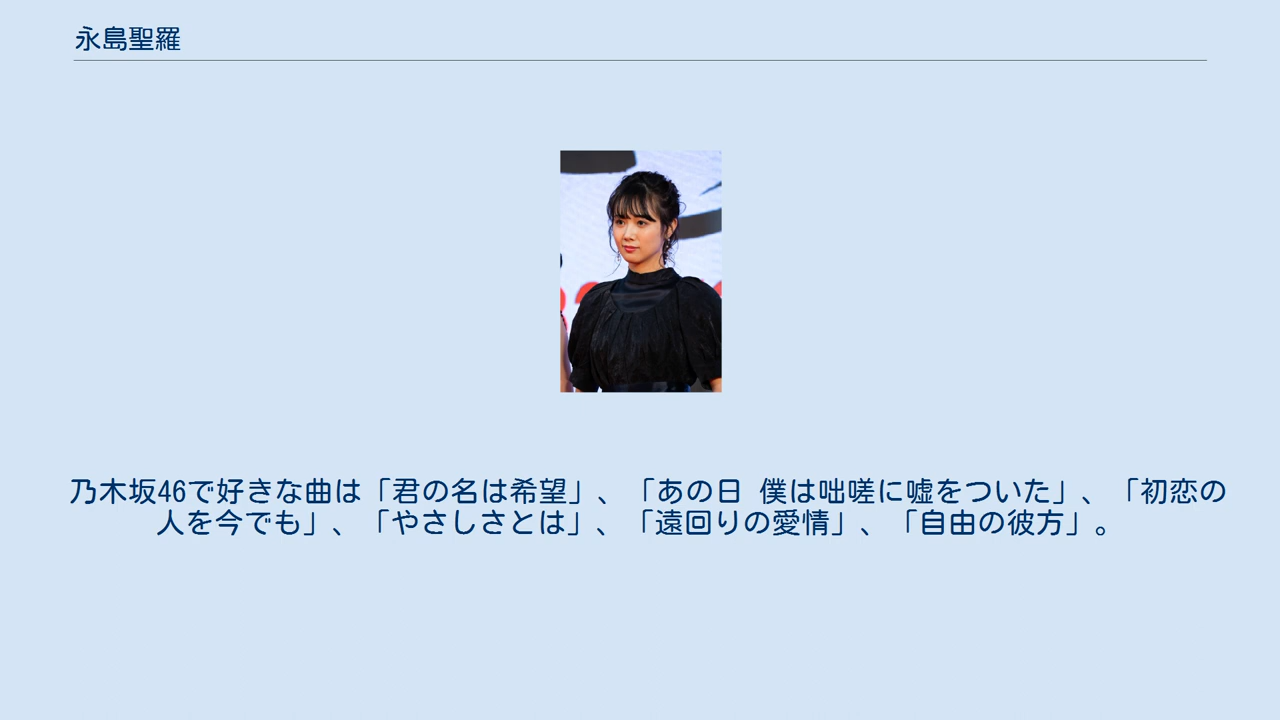 永島聖羅
乃木坂46で好きな曲は「君の名は希望」、「あの日 僕は咄嗟に嘘をついた」、「初恋の
人を今でも」、「やさしさとは」、「遠回りの愛情」、「自由の彼方」。